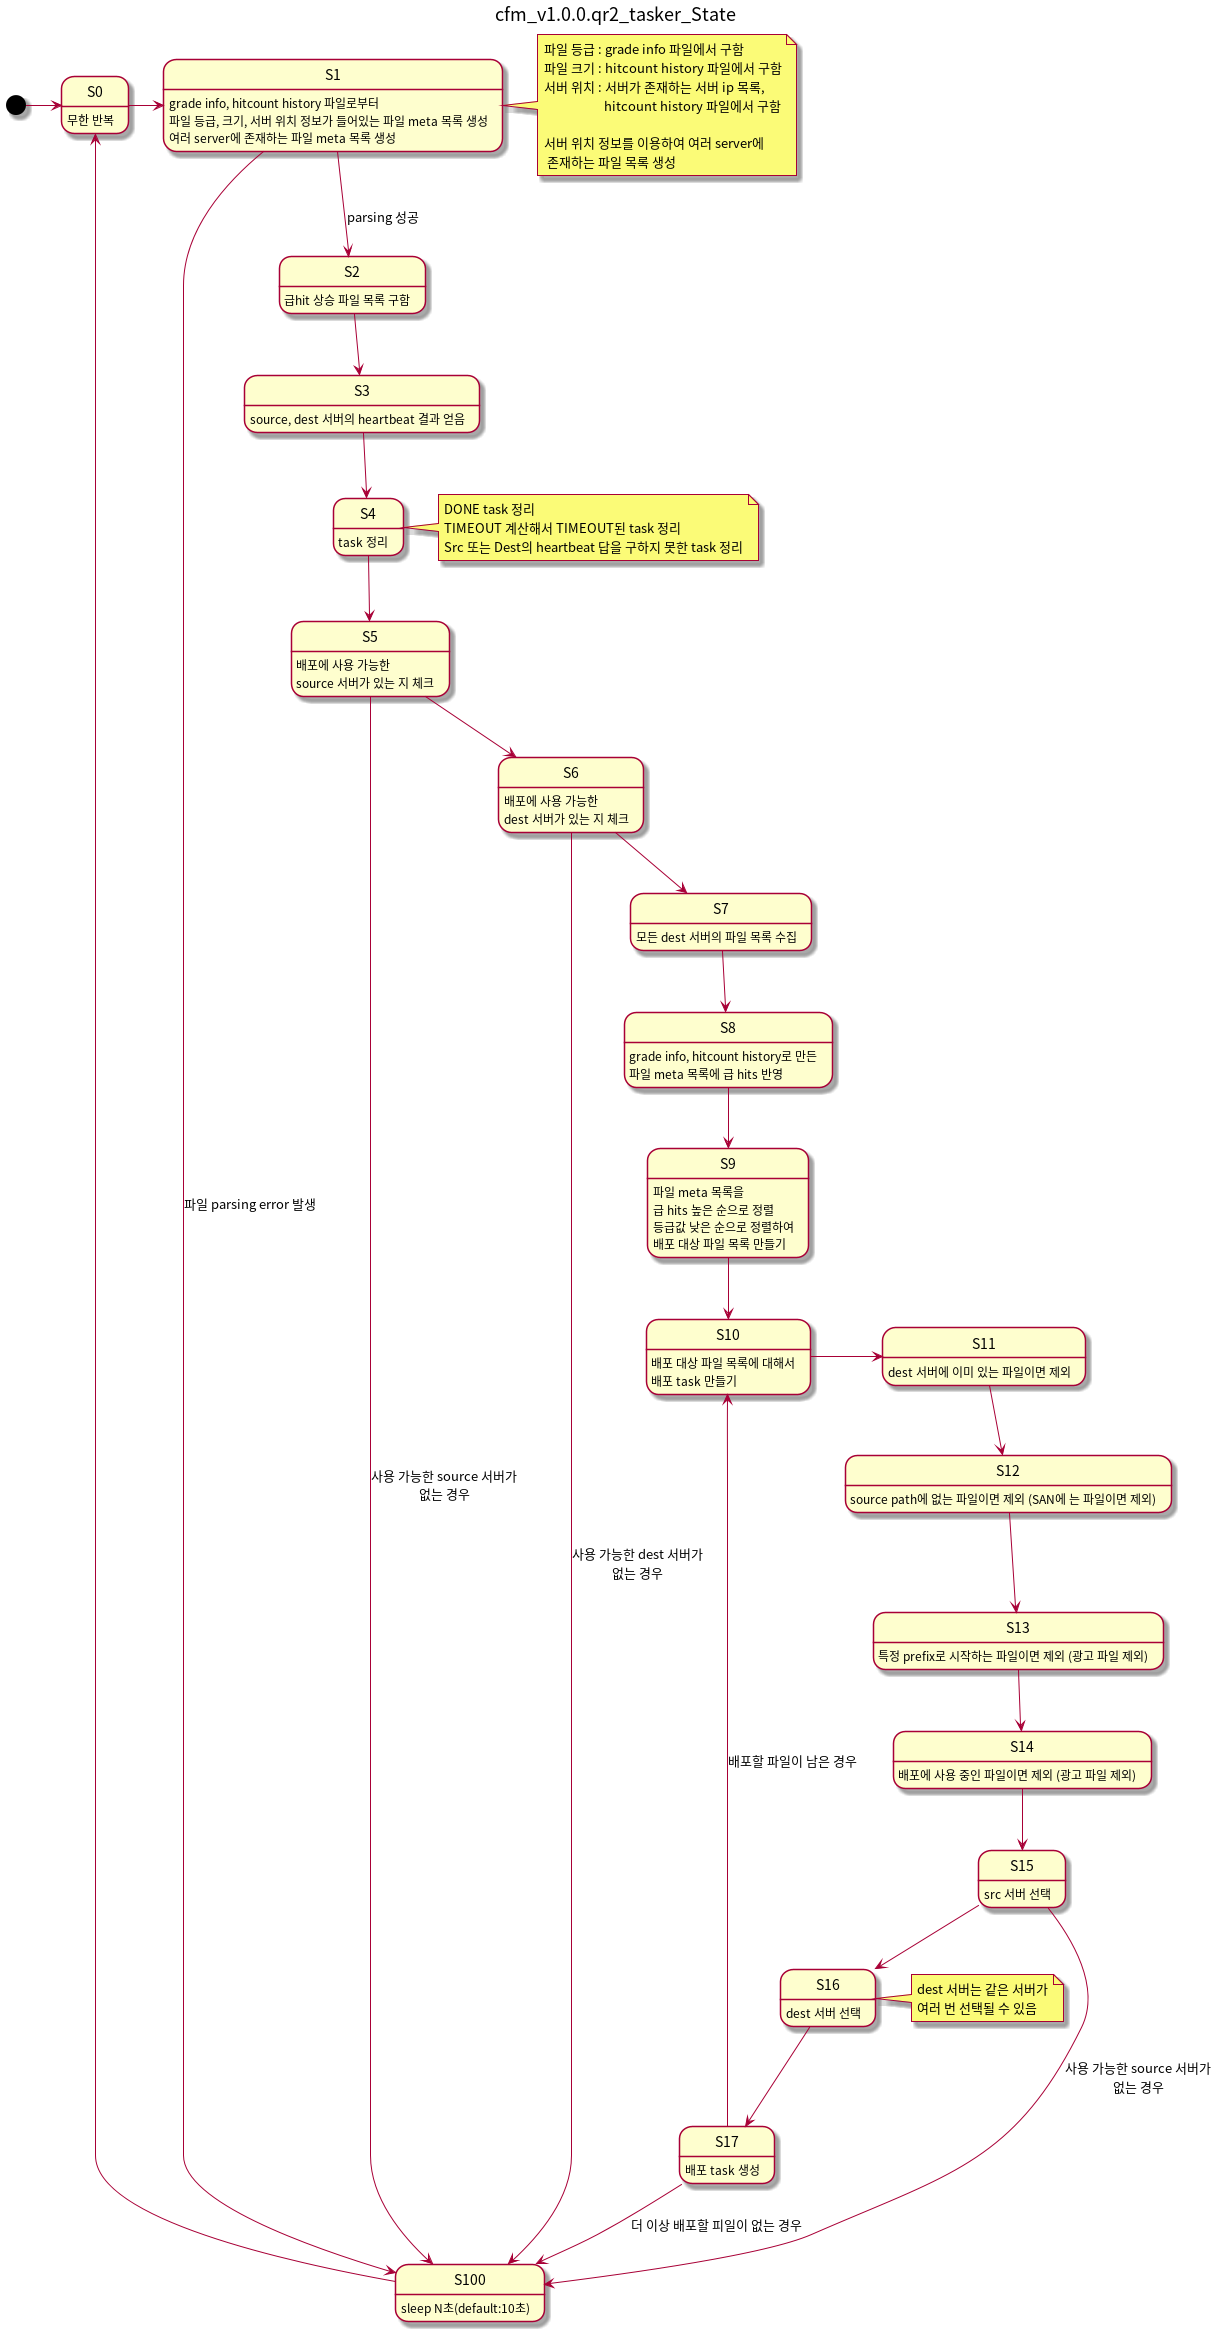 cfm_v1.0.0.qr2_tasker_State
S0
무한 반복
S1
grade info, hitcount history 파일로부터
파일 등급, 크기, 서버 위치 정보가 들어있는 파일 meta 목록 생성
여러 server에 존재하는 파일 meta 목록 생성
파일 등급 : grade info 파일에서 구함
파일 크기 : hitcount history 파일에서 구함
서버 위치 : 서버가 존재하는 서버 ip 목록,
hitcount history 파일에서 구함
서버 위치 정보를 이용하여 여러 server에
존재하는 파일 목록 생성
parsing 성공
S2
급hit 상승 파일 목록 구함
S3
source, dest 서버의 heartbeat 결과 얻음
S4
task 정리
DONE task 정리
TIMEOUT 계산해서 TIMEOUT된 task 정리
Src 또는 Dest의 heartbeat 답을 구하지 못한 task 정리
S5
배포에 사용 가능한
source 서버가 있는 지 체크
S6
배포에 사용 가능한
dest 서버가 있는 지 체크
S7
모든 dest 서버의 파일 목록 수집
S8
grade info, hitcount history로 만든
파일 meta 목록에 급 hits 반영
S9
파일 meta 목록을
급 hits 높은 순으로 정렬
등급값 낮은 순으로 정렬하여
배포 대상 파일 목록 만들기
파일 parsing error 발생
S10
배포 대상 파일 목록에 대해서
배포 task 만들기
S11
dest 서버에 이미 있는 파일이면 제외
S12
source path에 없는 파일이면 제외 (SAN에 는 파일이면 제외)
사용 가능한 source 서버가
없는 경우
사용 가능한 dest 서버가
없는 경우
S13
특정 prefix로 시작하는 파일이면 제외 (광고 파일 제외)
S14
배포에 사용 중인 파일이면 제외 (광고 파일 제외)
배포할 파일이 남은 경우
S15
src 서버 선택
S16
dest 서버 선택
dest 서버는 같은 서버가
여러 번 선택될 수 있음
사용 가능한 source 서버가
없는 경우
S17
배포 task 생성
더 이상 배포할 피일이 없는 경우
S100
sleep N초(default:10초)